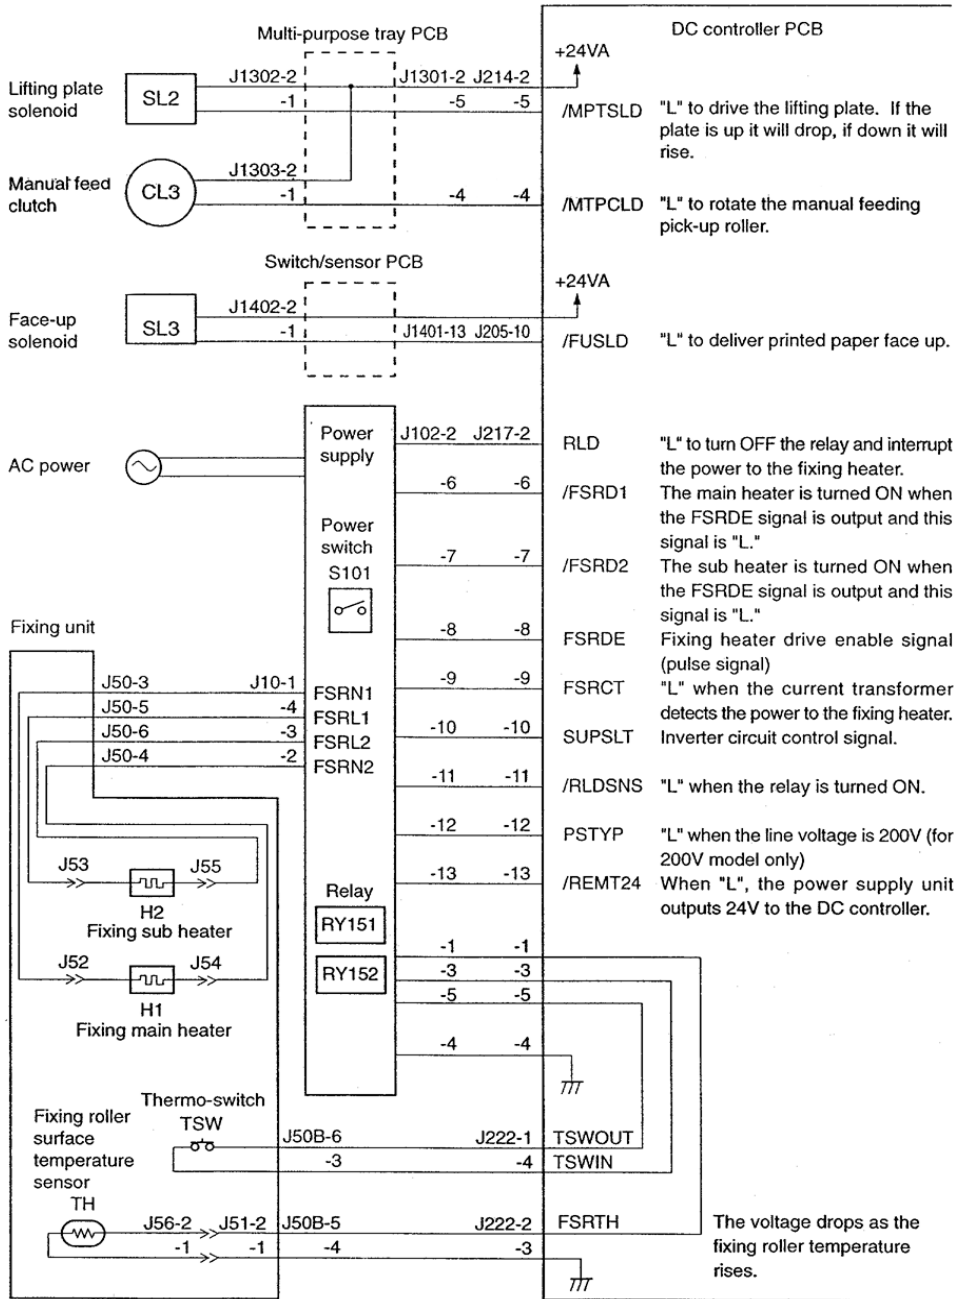 Multi-purpose tray PCB
DC controller PCB
+24VA
J1302-2
J1301-2 J214-2
Lifting plate
solenoid
SL2
-1
-5
-5
/MPTSLD
"L" to drive the lifting plate. If the
plate is up it will drop, if down it will
rise.
J1303-2
Manual feed
clutch
CL3
-1
-4
-4
/MTPCLD
"L" to rotate the manual feeding
pick-up roller.
Switch/sensor PCB
+24VA
J1402-2
Face-up
solenoid
SL3
-1
J1401-13 J205-10
/FUSLD
"L" to deliver printed paper face up.
AC power
Power
supply
J102-2 J217-2
RLD
"L" to turn OFF the relay and interrupt
the power to the fixing heater.
-6
-6
/FSRD1
The main heater is turned ON when
the FSRDE signal is output and this
signal is "L."
Power
switch
S101
-7
-7
/FSRD2
The sub heater is turned ON when
the FSRDE signal is output and this
signal is "L."
-8
-8
FSRDE
Fixing heater drive enable signal
(pulse signal)
Fixing unit
J50-3
J10-1
FSRN1
-9
-9
FSRCT
"L" when the current transformer
detects the power to the fixing heater.
J50-5
-4
FSRL1
J50-6
-3
FSRL2
-10
-10
SUPSLT
Inverter circuit control signal.
J50-4
-2
FSRN2
-11
-11
/RLDSNS
"L" when the relay is turned ON.
-12
-12
PSTYP
"L" when the line voltage is 200V (for
200V model only)
J53
J55
H2
Fixing sub heater
-13
-13
/REMT24
When "L", the power supply unit
outputs 24V to the DC controller.
Relay
RY151
RY152
J52
J54
H1
Fixing main heater
-1
-1
-3
-3
-5
-5
-4
-4
Thermo-switch
TSW
Fixing roller
surface
temperature
sensor
TH
J50B-6
J222-1
TSWOUT
-3
-4
TSWIN
J56-2
J51-2
J50B-5
J222-2
FSRTH
-1
-1
-4
-3
The voltage drops as the
fixing roller temperature
rises.